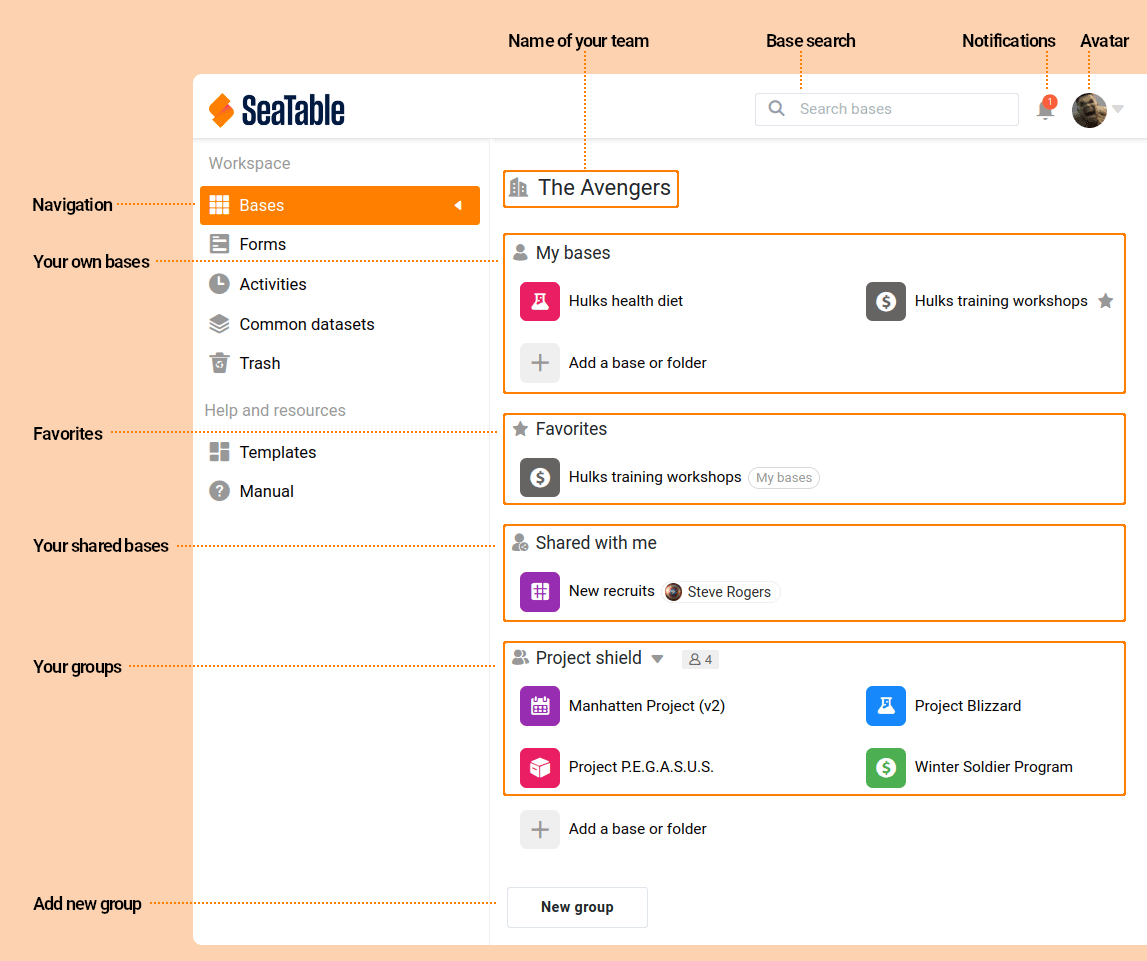 Name of your team
Base search
Notifications
Avatar
SeaTable
Search bases
1
Workspace
The Avengers
Navigation
Bases
Forms
Your own bases
My bases
Activities
Hulks health diet
Hulks training workshops
Common datasets
Trash
Add a base or folder
Help and resources
Favorites
Favorites
Templates
Hulks training workshops
My bases
Manual
Your shared bases
Shared with me
New recruits
Steve Rogers
Your groups
Project shield
4
Manhatten Project (v2)
Project Blizzard
Project P.E.G.A.S.U.S.
Winter Soldier Program
Add a base or folder
Add new group
New group